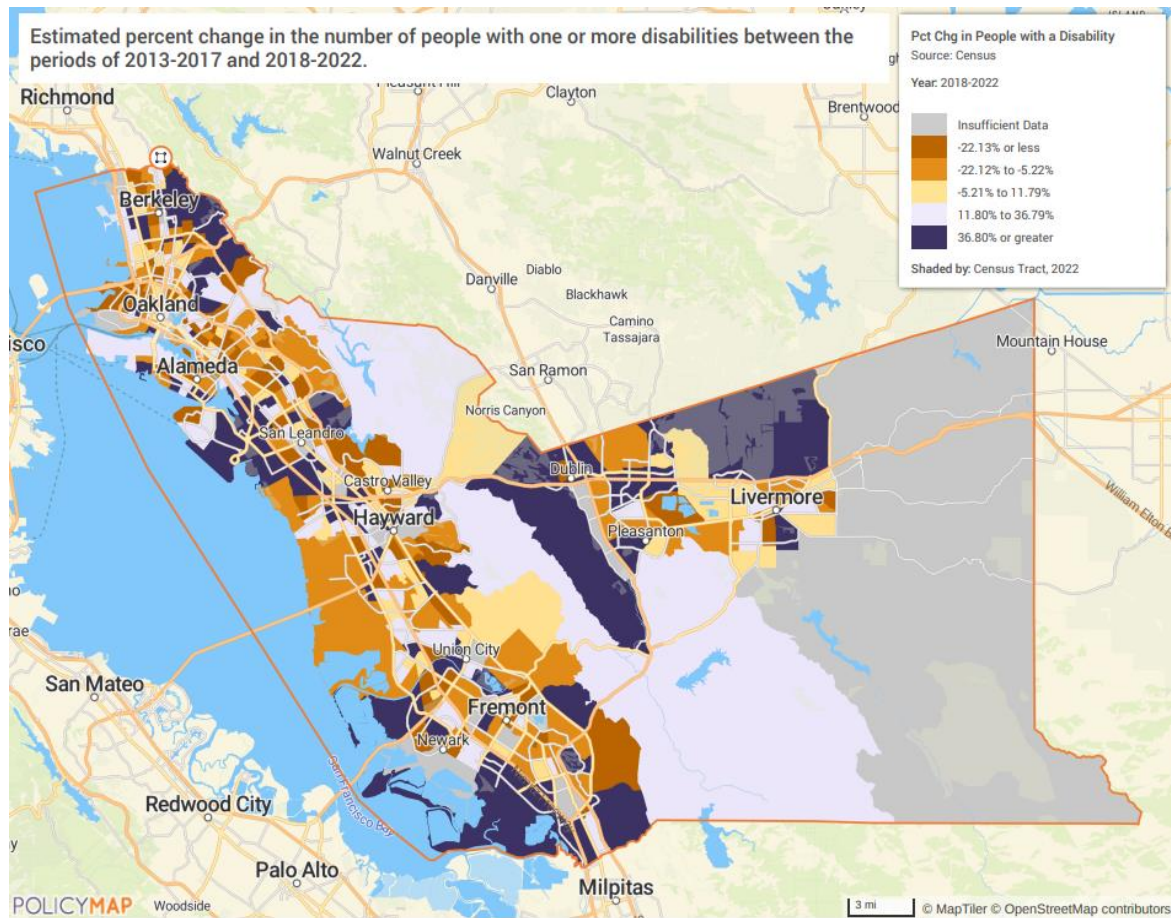 Estimated percent change in the number of people with one or more disabilities between the
periods of 2013-2017 and 2018-2022.
Pct Chg in People with a Disability
Source: Census
Year: 2018-2022
Insufficient Data
-22.13% or less
-22.12% to -5.22%
-5.21% to 11.79%
11.80% to 36.79%
36.80% or greater
Shaded by: Census Tract, 2022
ISLAND
Richmond
Clayton
Brentwood
Walnut Creek
Berkeley
Danville
Diablo
Blackhawk
Oakland
Camino
Tassajara
isco
Mountain House
Alameda
San Ramon
Norris Canyon
San Leandro
Dublin
Castro Valley
Livermore
William Elton B
Hayward
Pleasanton
no
rae
Union City
San Mateo
Fremont
Newark
San Francisco Bay
Redwood City
y
Palo Alto
Milpitas
POLICYMAP
Woodside
3 mi
© MapTiler © OpenStreetMap contributors